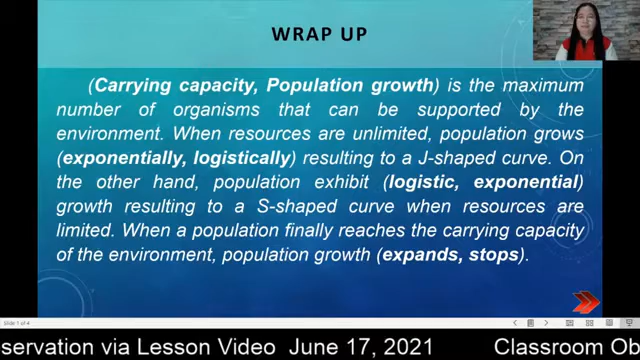 WRAP UP
(Carrying capacity, Population growth) is the maximum
number of organisms that can be supported by the
environment. When resources are unlimited, population grows
(exponentially, logistically) resulting to a J-shaped curve. On
the other hand, population exhibit (logistic, exponential)
growth resulting to a S-shaped curve when resources are
limited. When a population finally reaches the carrying capacity
of the environment, population growth (expands, stops).
Slide 1 of 4
servation via Lesson Video June 17, 2021 Classroom Ob